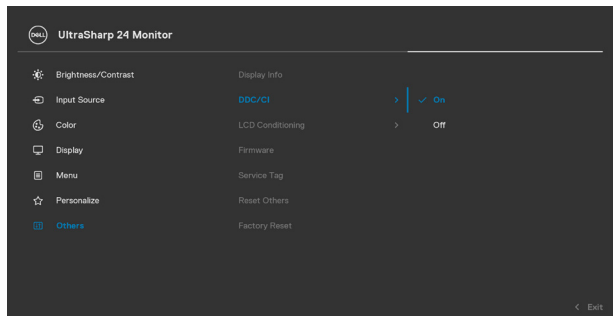 DELL UltraSharp 24 Monitor
Brightness/Contrast Display Info
Input Source DDC/CI > ✓ On
Color LCD Conditioning > Off
Display Firmware
Menu Service Tag
Personalize Reset Others
Others Factory Reset
< Exit